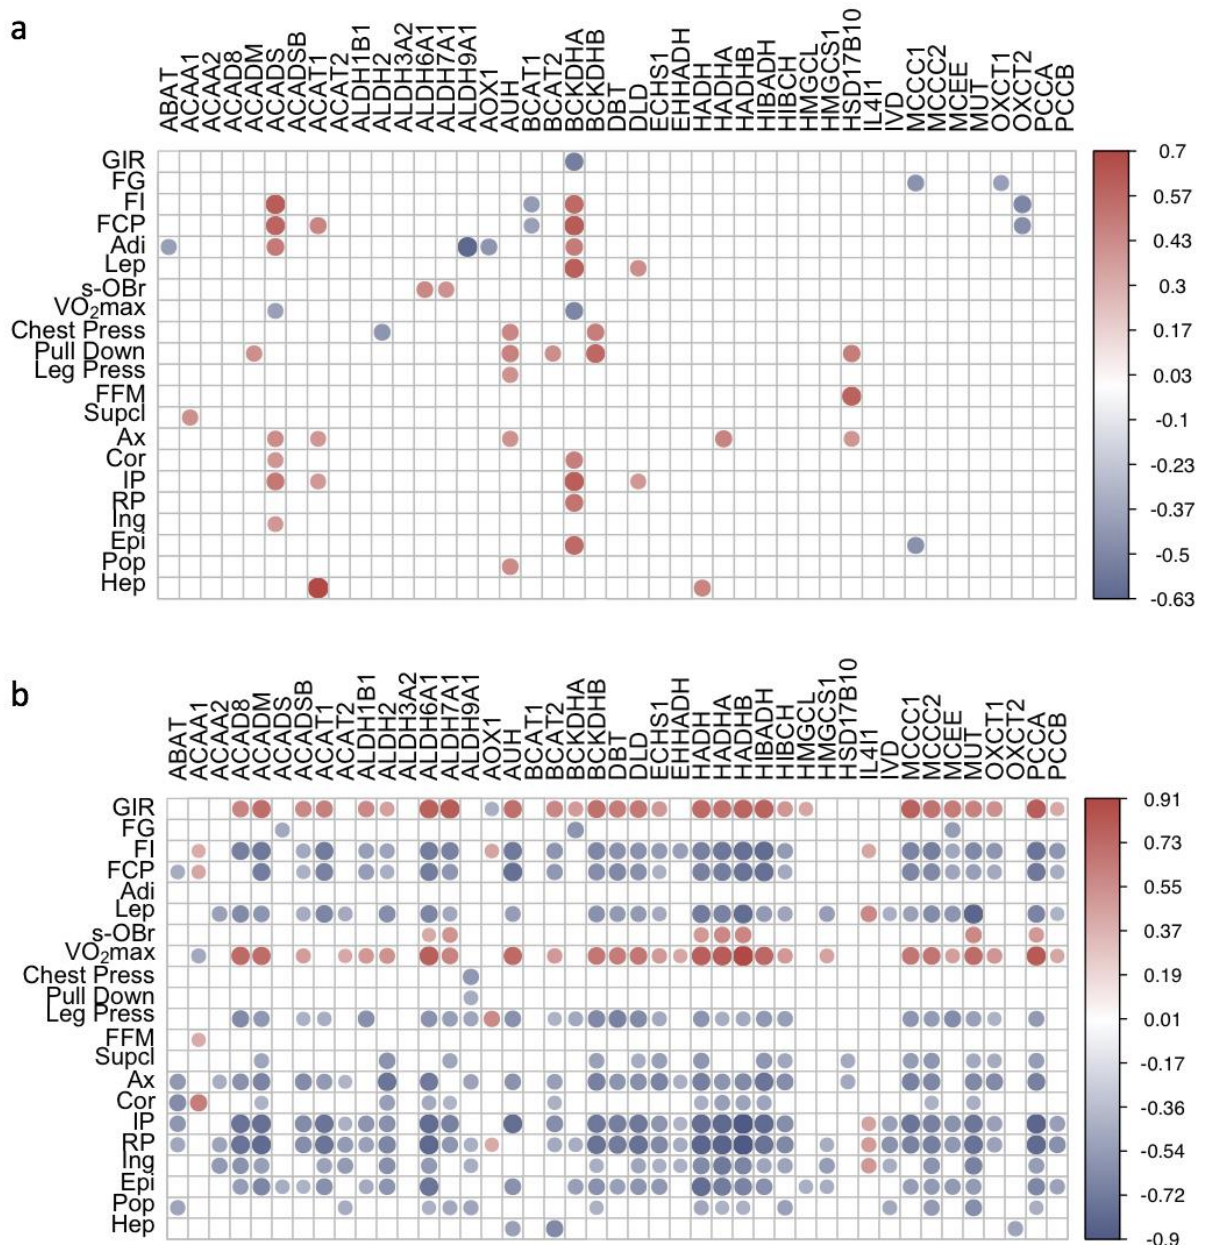 a
ABAT ACAA1 ACAA2 ACAD8 ACADM ACADS ACADSB ACAT1 ACAT2 ALDH1B1 ALDH2 ALDH3A2 ALDH6A1 ALDH7A1 ALDH9A1 AOX1 AUH BCAT1 BCAT2 BCKDHA BCKDHB DBT DLD ECHS1 EHHADH HADH HADHA HADHB HIBADH HIBCH HMGCL HMGCS1 HSD17B10 IL4I1 IVD MCCC1 MCCC2 MCEE MUT OXCT1 OXCT2 PCCA PCCB
GIR
FG
FI
FCP
Adi
Lep
s-OBr
VO₂max
Chest Press
Pull Down
Leg Press
FFM
Supcl
Ax
Cor
IP
RP
Ing
Epi
Pop
Hep
0.7
0.57
0.43
0.3
0.17
0.03
-0.1
-0.23
-0.37
-0.5
-0.63
b
ABAT ACAA1 ACAA2 ACAD8 ACADM ACADS ACADSB ACAT1 ACAT2 ALDH1B1 ALDH2 ALDH3A2 ALDH6A1 ALDH7A1 ALDH9A1 AOX1 AUH BCAT1 BCAT2 BCKDHA BCKDHB DBT DLD ECHS1 EHHADH HADH HADHA HADHB HIBADH HIBCH HMGCL HMGCS1 HSD17B10 IL4I1 IVD MCCC1 MCCC2 MCEE MUT OXCT1 OXCT2 PCCA PCCB
GIR
FG
FI
FCP
Adi
Lep
s-OBr
VO₂max
Chest Press
Pull Down
Leg Press
FFM
Supcl
Ax
Cor
IP
RP
Ing
Epi
Pop
Hep
0.91
0.73
0.55
0.37
0.19
0.01
-0.17
-0.36
-0.54
-0.72
-0.9